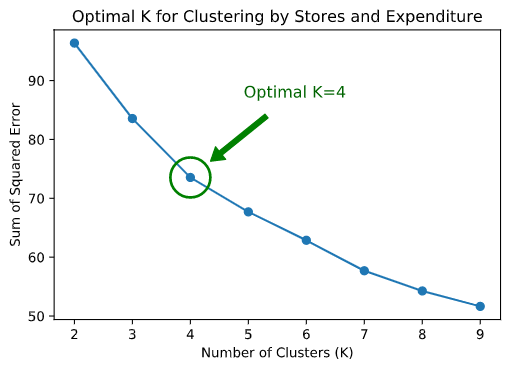 Optimal K for Clustering by Stores and Expenditure
Optimal K=4
Sum of Squared Error
90
80
70
60
50
2 3 4 5 6 7 8 9
Number of Clusters (K)